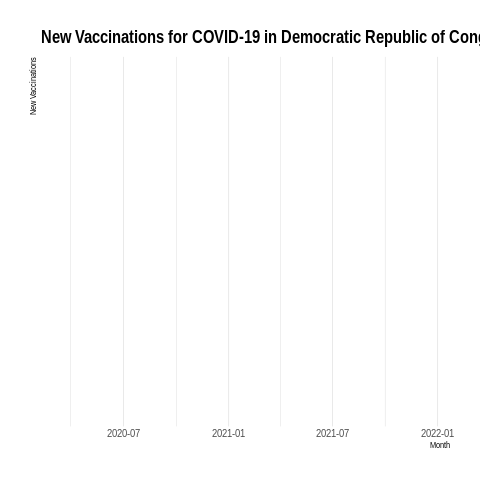 New Vaccinations for COVID-19 in Democratic Republic of Cong
New Vaccinations
2020-07 2021-01 2021-07 2022-01
Month